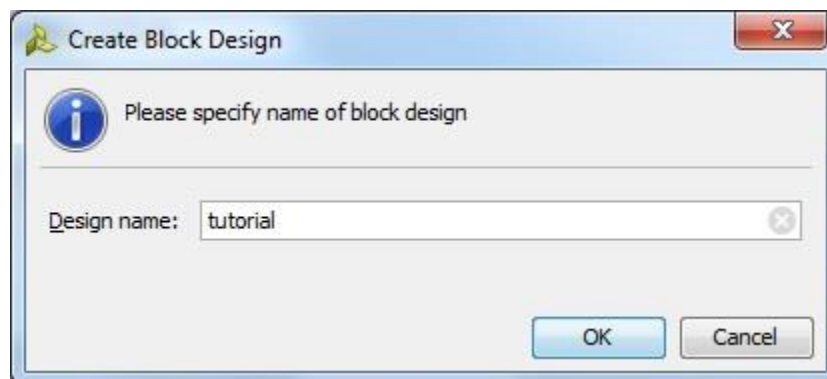 Create Block Design
Please specify name of block design
Design name: tutorial
OK Cancel